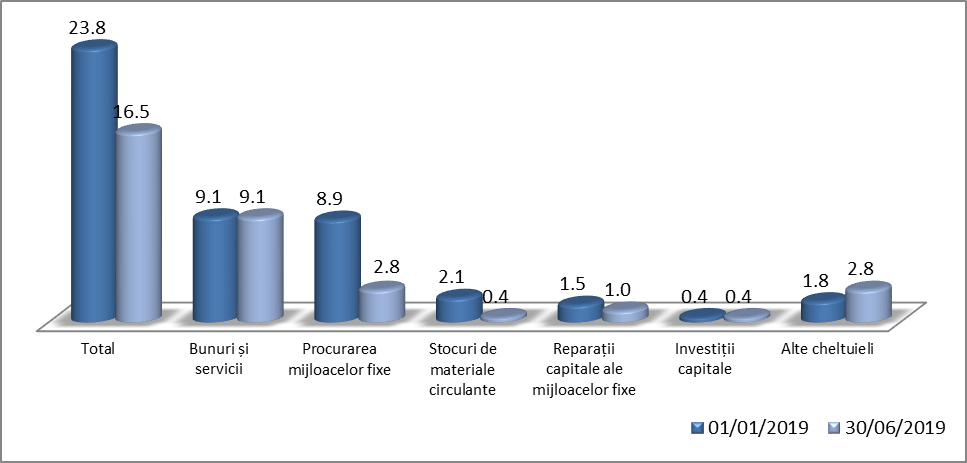 23.8
16.5
9.1 9.1
8.9
2.8
2.1
0.4
1.5
1.0
0.4 0.4
1.8
2.8
Total
Bunuri și
servicii
Procurarea
mijloacelor fixe
Stocuri de
materiale
circulante
Reparații
capitale ale
mijloacelor fixe
Investiții
capitale
Alte cheltuieli
01/01/2019 30/06/2019